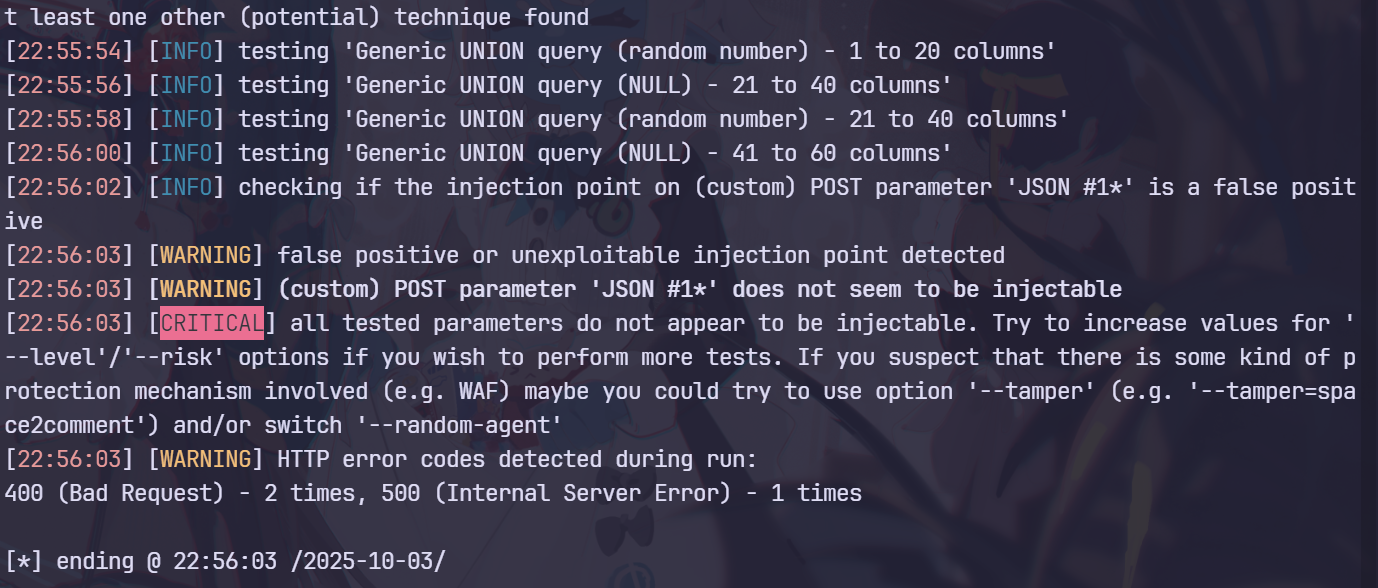 t least one other (potential) technique found
[22:55:54] [INFO] testing 'Generic UNION query (random number) - 1 to 20 columns'
[22:55:56] [INFO] testing 'Generic UNION query (NULL) - 21 to 40 columns'
[22:55:58] [INFO] testing 'Generic UNION query (random number) - 21 to 40 columns'
[22:56:00] [INFO] testing 'Generic UNION query (NULL) - 41 to 60 columns'
[22:56:02] [INFO] checking if the injection point on (custom) POST parameter 'JSON #1*' is a false posit
ive
[22:56:03] [WARNING] false positive or unexploitable injection point detected
[22:56:03] [WARNING] (custom) POST parameter 'JSON #1*' does not seem to be injectable
[22:56:03] [CRITICAL] all tested parameters do not appear to be injectable. Try to increase values for '
--level'/'--risk' options if you wish to perform more tests. If you suspect that there is some kind of p
rotection mechanism involved (e.g. WAF) maybe you could try to use option '--tamper' (e.g. '--tamper=spa
ce2comment') and/or switch '--random-agent'
[22:56:03] [WARNING] HTTP error codes detected during run:
400 (Bad Request) - 2 times, 500 (Internal Server Error) - 1 times
[*] ending @ 22:56:03 /2025-10-03/